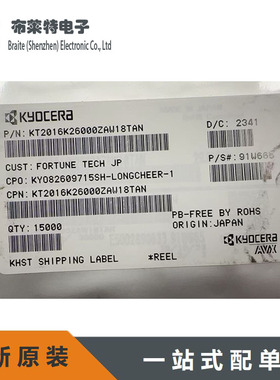 布莱特电子
Braite (Shenzhen) Electronic Co., Ltd
KYOCERA
D/C: 2341
P/N: KT2016K26000ZAW18TAN
P/S#: 91W686
CUST: FORTUNE TECH JP
CPO: KYO82609715SH-LONGCHEER-1
CPN: KT2016K26000ZAW18TAN
PB-FREE BY ROHS
QTY: 15000
ORIGIN: JAPAN
KYOCERA
KHST SHIPPING LABEL *REEL
AVX
新原装
一站式配单